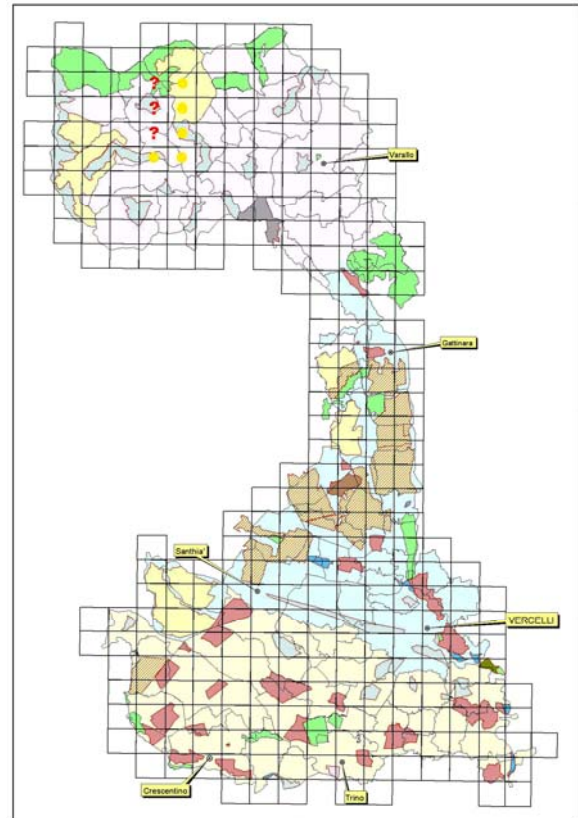 ?
?
?
Varallo
Gattinara
Santhia'
VERCELLI
Crescentino
Trino